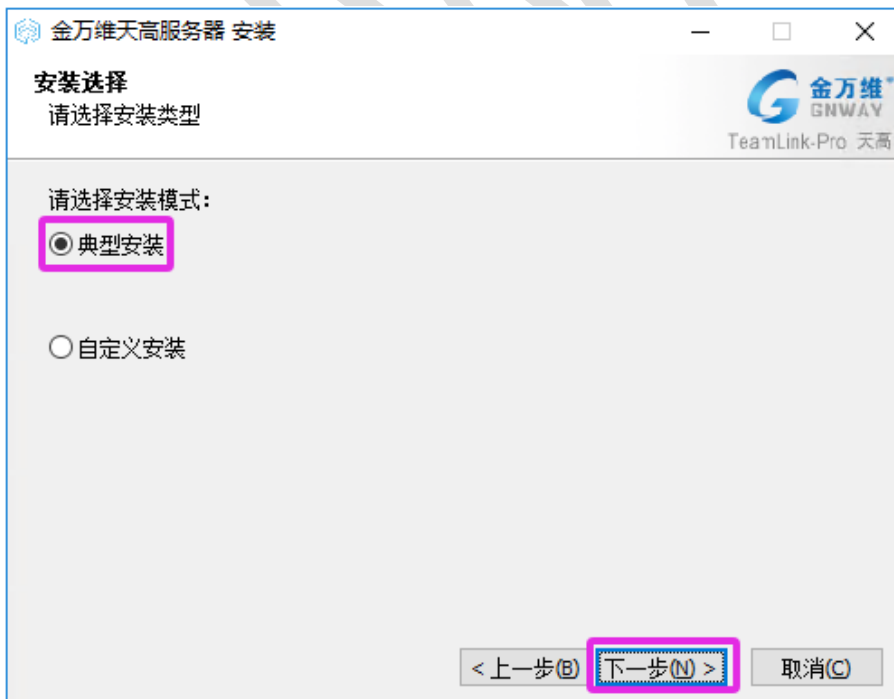 金万维天高服务器 安装
安装选择
请选择安装类型
金万维
GNWAY
TeamLink-Pro 天高
请选择安装模式：
典型安装
自定义安装
< 上一步(B) 下一步(N) > 取消(C)